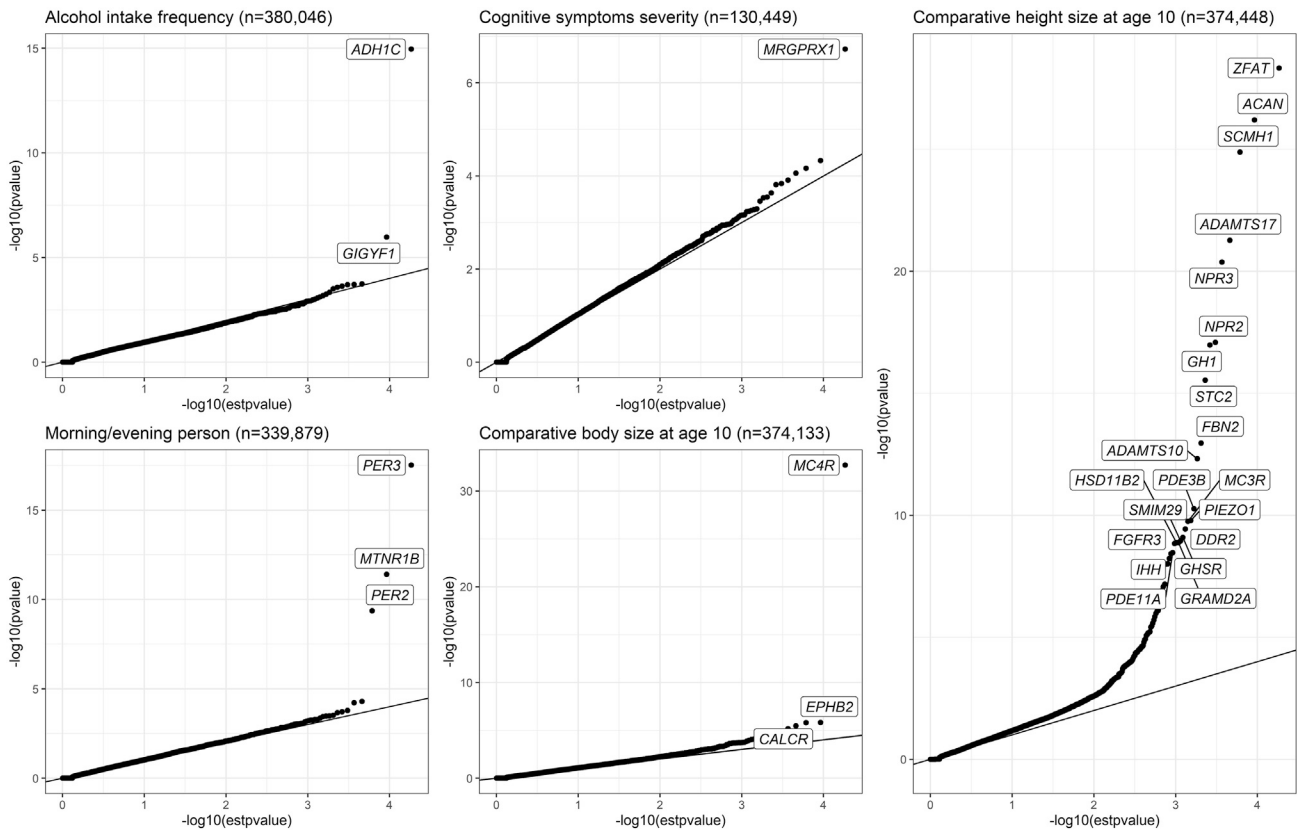 Alcohol intake frequency (n=380,046)
15
10
5
0
-log10(pvalue)
ADH1C
GIGYF1
0 1 2 3 4
-log10(estpvalue)
Cognitive symptoms severity (n=130,449)
6
4
2
0
-log10(pvalue)
MRGPRX1
0 1 2 3 4
-log10(estpvalue)
Comparative height size at age 10 (n=374,448)
20
10
0
-log10(pvalue)
ZFAT
ACAN
SCMH1
ADAMTS17
NPR3
NPR2
GH1
STC2
FBN2
ADAMTS10
HSD11B2 PDE3B MC3R
SMIM29 PIEZO1
FGFR3 DDR2
IHH GHSR
PDE11A GRAMD2A
0 1 2 3 4
-log10(estpvalue)
Morning/evening person (n=339,879)
15
10
5
0
-log10(pvalue)
PER3
MTNR1B
PER2
0 1 2 3 4
-log10(estpvalue)
Comparative body size at age 10 (n=374,133)
30
20
10
0
-log10(pvalue)
MC4R
EPHB2
CALCR
0 1 2 3 4
-log10(estpvalue)